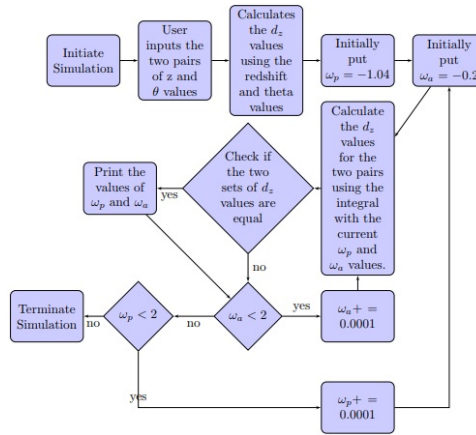 Initiate
Simulation
User
inputs the
two pairs
of z and
θ values
Calculates
the d_z
values
using the
redshift
and theta
values
Initially
put
ω_p = −1.04
Initially
put
ω_a = −0.2
Calculate
the d_z
values
for the
two pairs
using the
integral
with the
current
ω_p and
ω_a values.
Check if
the two
sets of d_z
values are
equal
yes
Print the
values of
ω_p and ω_a
no
ω_a < 2
yes
ω_a+ =
0.0001
no
ω_p < 2
no
Terminate
Simulation
yes
ω_p+ =
0.0001